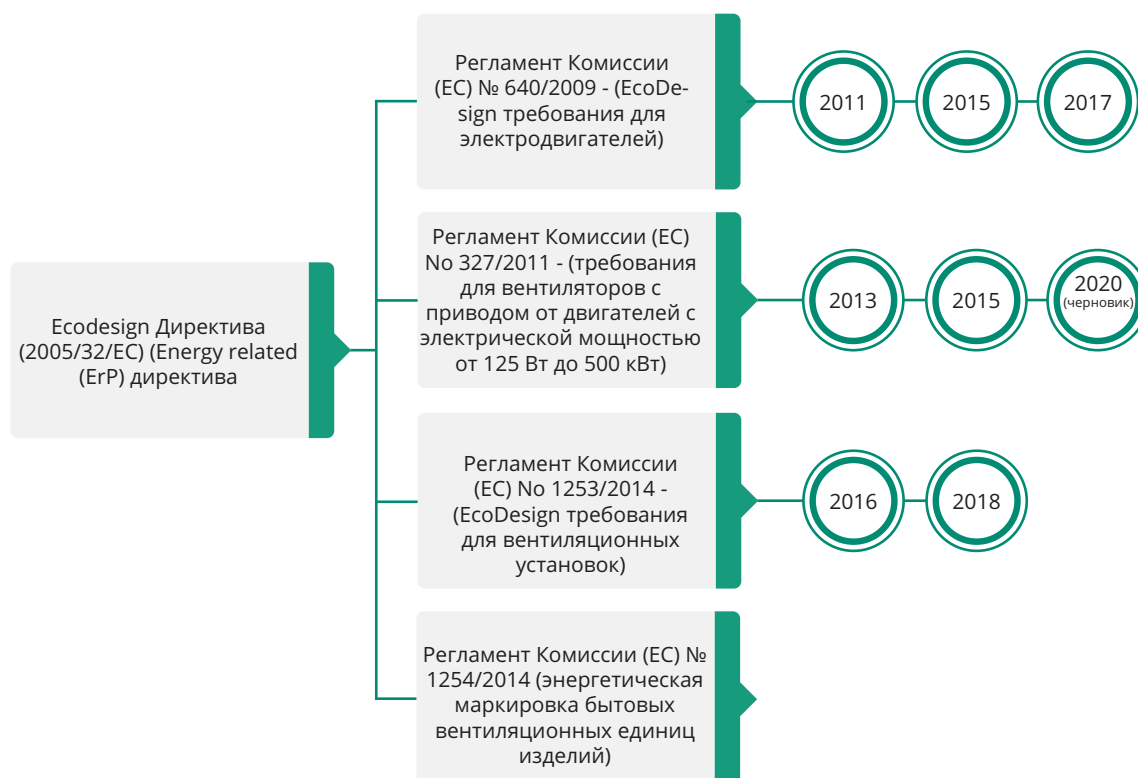 Ecodesign Директива
(2005/32/EC) (Energy related
(ErP) директива
Регламент Комиссии
(ЕС) № 640/2009 - (EcoDe-
sign требования для
электродвигателей)
2011
2015
2017
Регламент Комиссии (ЕС)
No 327/2011 - (требования
для вентиляторов с
приводом от двигателей с
электрической мощностью
от 125 Вт до 500 кВт)
2013
2015
2020
(черновик)
Регламент Комиссии
(ЕС) No 1253/2014 -
(EcoDesign требования
для вентиляционных
установок)
2016
2018
Регламент Комиссии (ЕС) №
1254/2014 (энергетическая
маркировка бытовых
вентиляционных единиц
изделий)